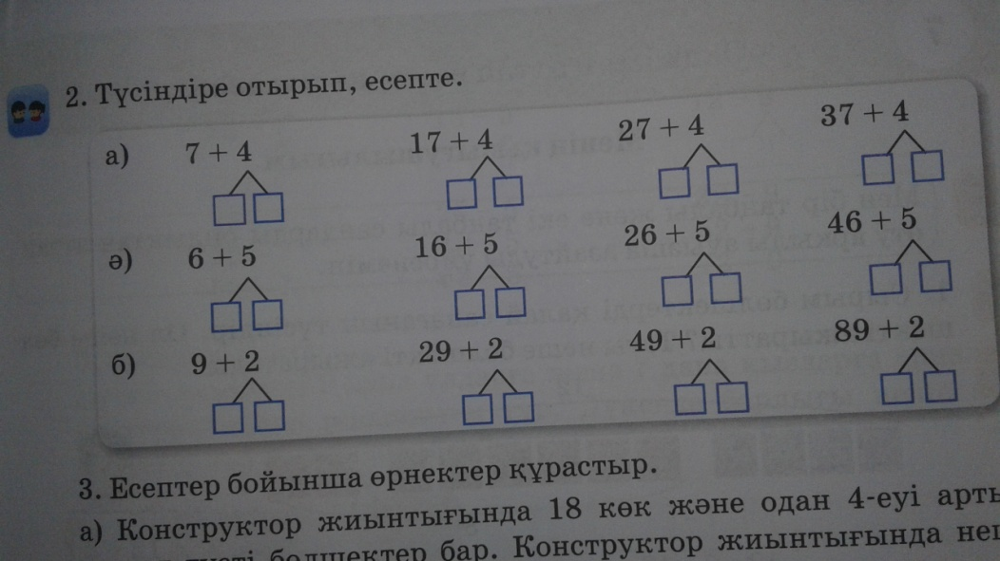 2. Түсіндіре отырып, есепте.
а) 7 + 4 17 + 4 27 + 4 37 + 4
ә) 6 + 5 16 + 5 26 + 5 46 + 5
б) 9 + 2 29 + 2 49 + 2 89 + 2
3. Есептер бойынша өрнектер құрастыр.
а) Конструктор жиынтығында 18 көк және одан 4-еуі арты
бөлшектер бар. Конструктор жиынтығында неш